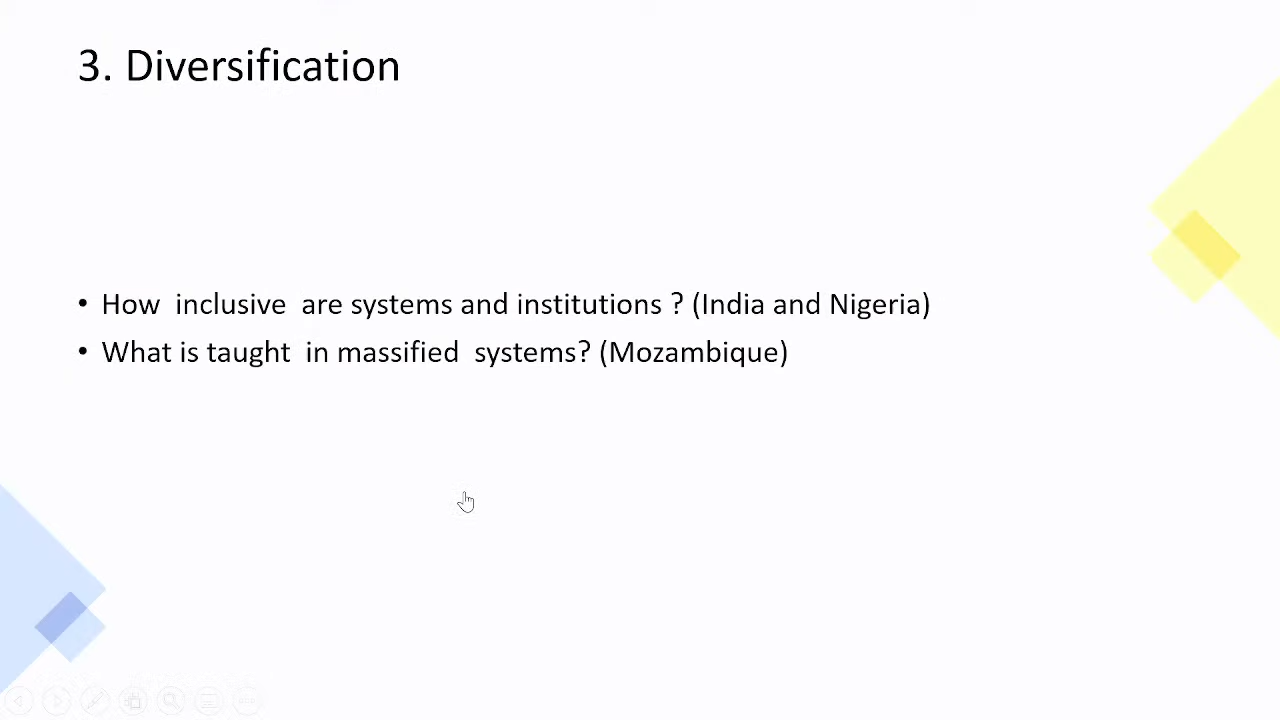 3. Diversification
• How inclusive are systems and institutions ? (India and Nigeria)
• What is taught in massified systems? (Mozambique)